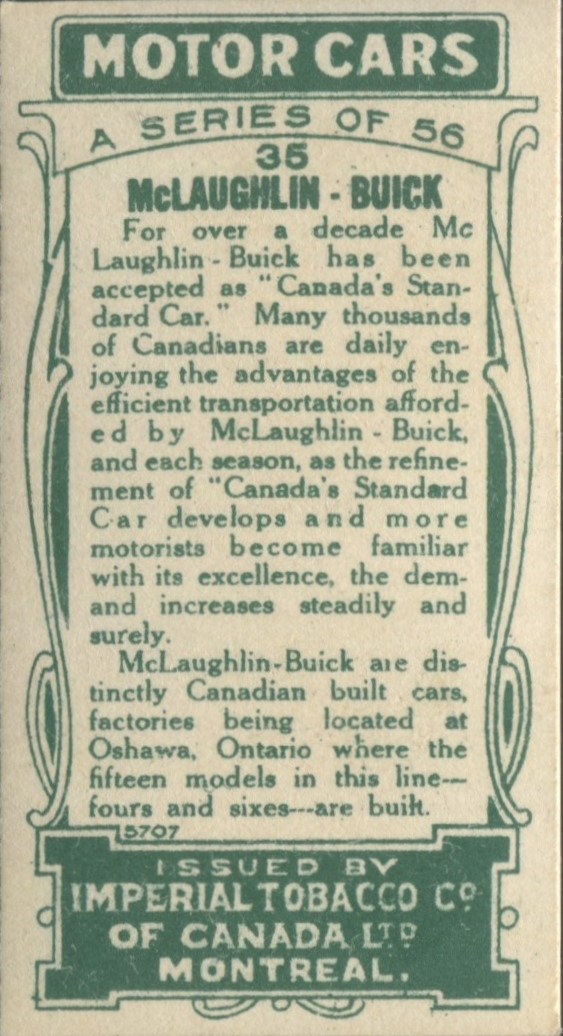 MOTOR CARS
A SERIES OF 56
35
McLAUGHLIN - BUICK
For over a decade Mc
Laughlin - Buick has been
accepted as "Canada's Stan-
dard Car." Many thousands
of Canadians are daily en-
joying the advantages of the
efficient transportation afford-
ed by McLaughlin - Buick,
and each season, as the refine-
ment of "Canada's Standard
Car develops and more
motorists become familiar
with its excellence, the dem-
and increases steadily and
surely.
McLaughlin-Buick are dis-
tinctly Canadian built cars,
factories being located at
Oshawa, Ontario where the
fifteen models in this line---
fours and sixes---are built.
5707
ISSUED BY
IMPERIAL TOBACCO Co
OF CANADA LTD
MONTREAL.